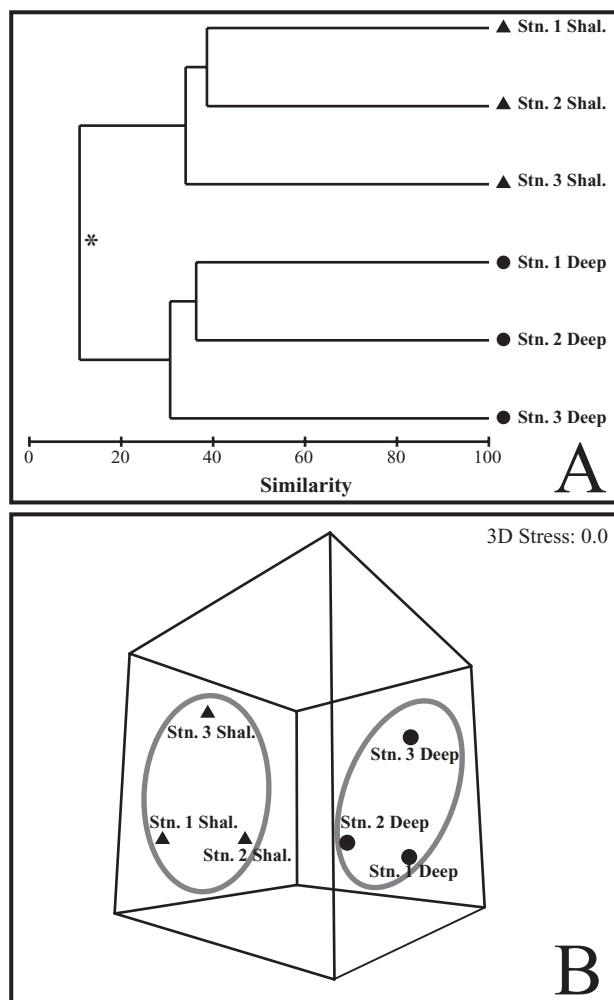 Stn. 1 Shal.
Stn. 2 Shal.
Stn. 3 Shal.
*
Stn. 1 Deep
Stn. 2 Deep
Stn. 3 Deep
0 20 40 60 80 100
Similarity
A
3D Stress: 0.0
Stn. 3 Shal.
Stn. 3 Deep
Stn. 1 Shal.
Stn. 2 Deep
Stn. 2 Shal.
Stn. 1 Deep
B